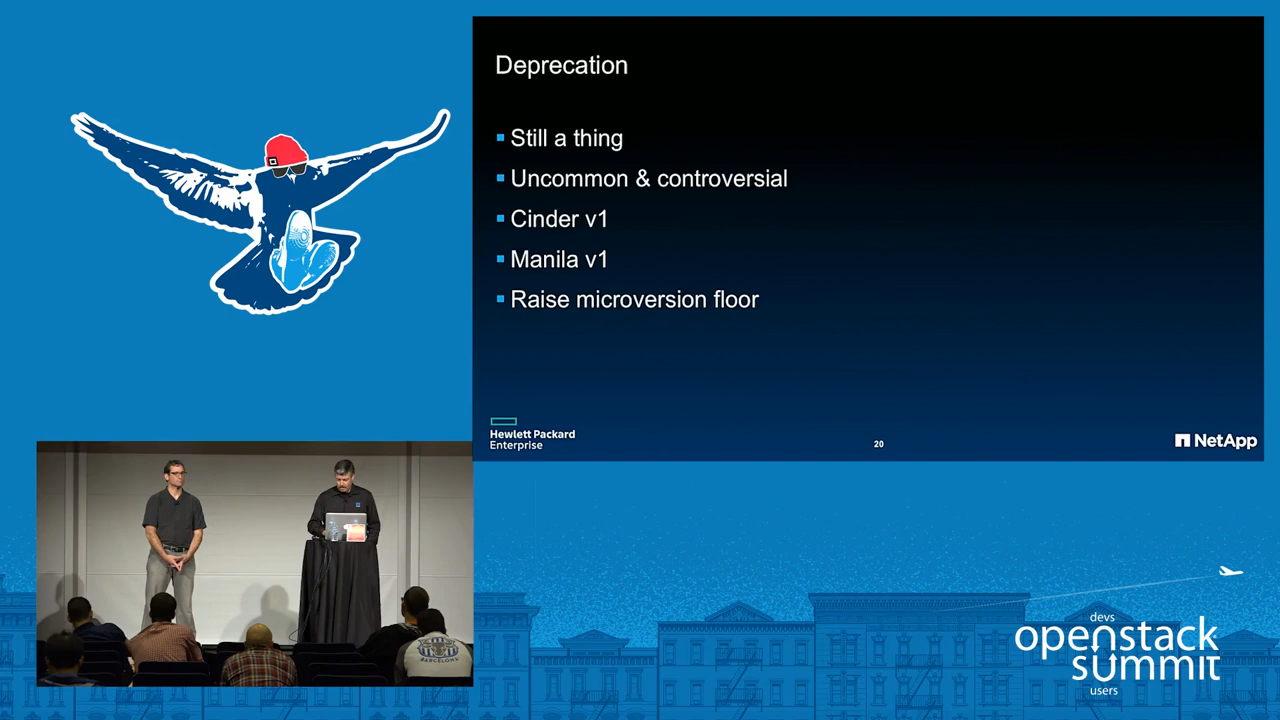 Deprecation
Still a thing
Uncommon & controversial
Cinder v1
Manila v1
Raise microversion floor
Hewlett Packard
Enterprise
20
NetApp
BARCELONA
devs
openstack
summit
users